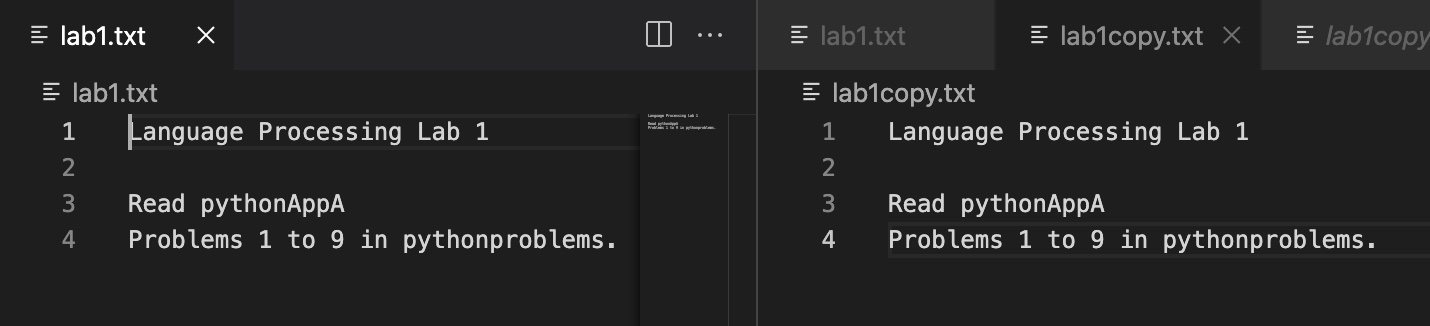 lab1.txt
lab1.txt
1 Language Processing Lab 1
2
3 Read pythonAppA
4 Problems 1 to 9 in pythonproblems.
Language Processing Lab 1
Read pythonAppA
Problems 1 to 9 in pythonproblems.
lab1.txt lab1copy.txt lab1copy
lab1copy.txt
1 Language Processing Lab 1
2
3 Read pythonAppA
4 Problems 1 to 9 in pythonproblems.